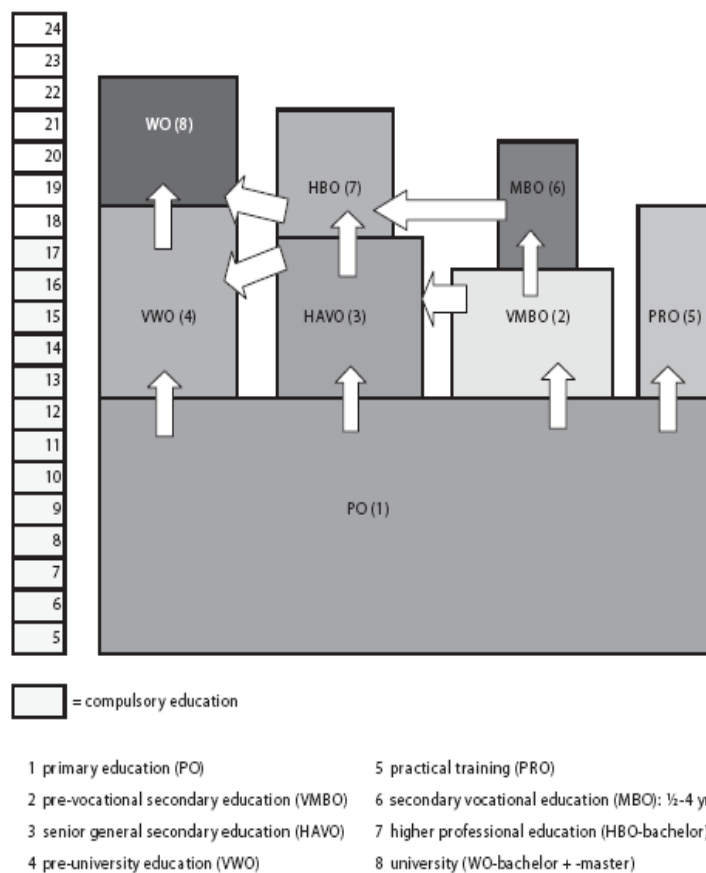 24
23
22
21
20
19
18
17
16
15
14
13
12
11
10
9
8
7
6
5
WO (8)
HBO (7)
MBO (6)
VWO (4)
HAVO (3)
VMBO (2)
PRO (5)
PO (1)
= compulsory education
1 primary education (PO)
2 pre-vocational secondary education (VMBO)
3 senior general secondary education (HAVO)
4 pre-university education (VWO)
5 practical training (PRO)
6 secondary vocational education (MBO): ½-4 y
7 higher professional education (HBO-bachelor)
8 university (WO-bachelor + -master)